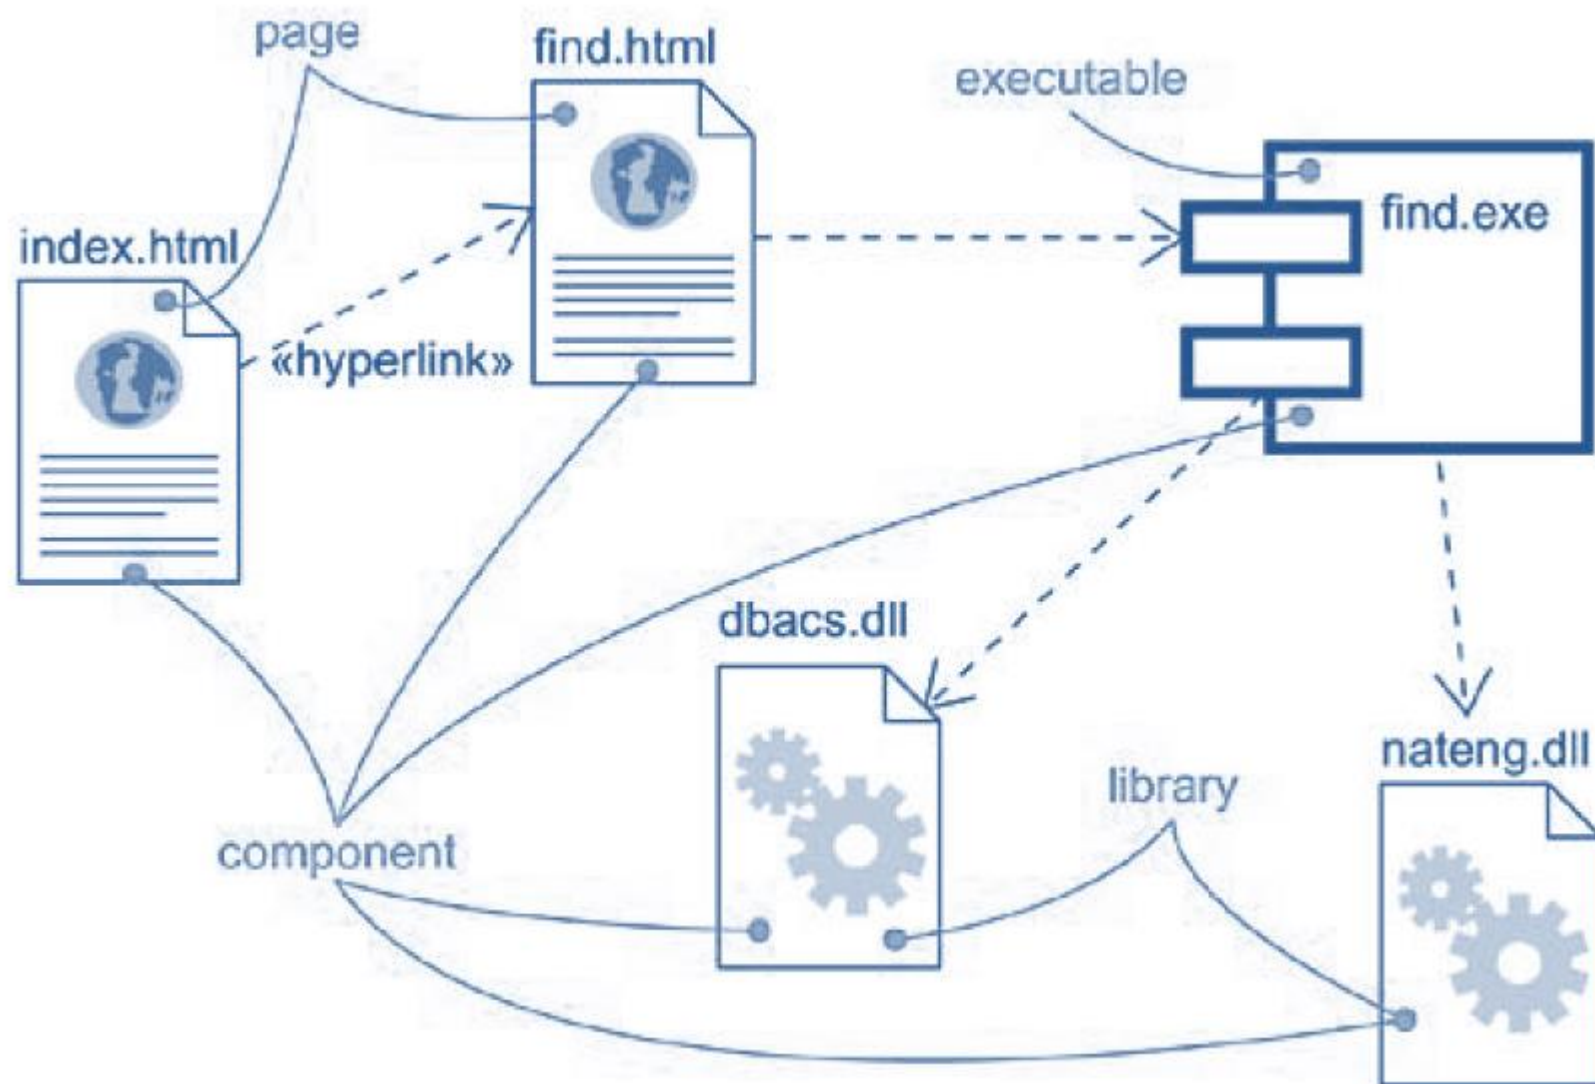 page
find.html
executable
find.exe
index.html
«hyperlink»
dbacs.dll
nateng.dll
library
component